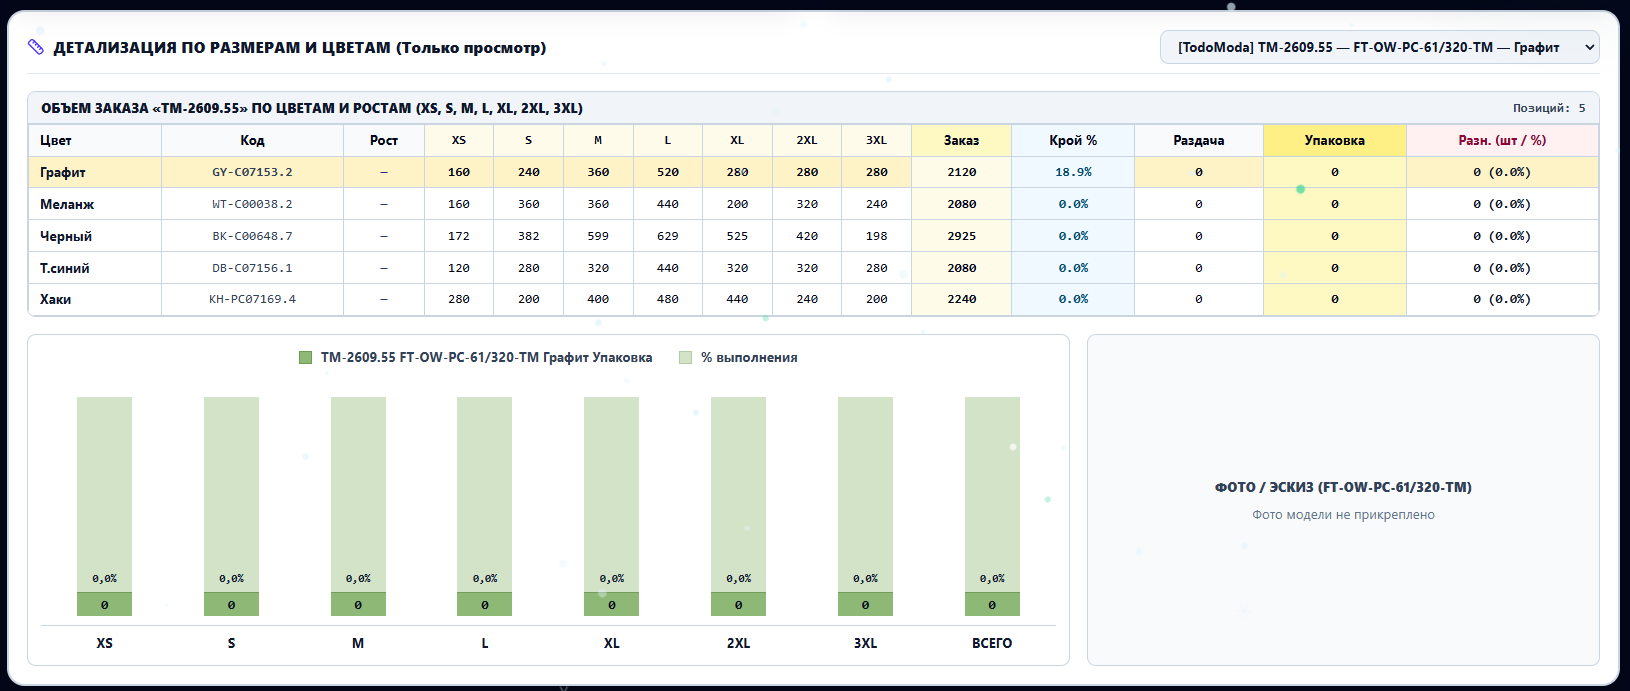 ДЕТАЛИЗАЦИЯ ПО РАЗМЕРАМ И ЦВЕТАМ (Только просмотр)
[TodoModa] TM-2609.55 — FT-OW-PC-61/320-TM — Графит
ОБЪЕМ ЗАКАЗА «TM-2609.55» ПО ЦВЕТАМ И РОСТАМ (XS, S, M, L, XL, 2XL, 3XL)
Позиций: 5
Цвет Код Рост XS S M L XL 2XL 3XL Заказ Крой % Раздача Упаковка Разн. (шт / %)
Графит GY-C07153.2 — 160 240 360 520 280 280 280 2120 18.9% 0 0 0 (0.0%)
Меланж WT-C00038.2 — 160 360 360 440 200 320 240 2080 0.0% 0 0 0 (0.0%)
Черный BK-C00648.7 — 172 382 599 629 525 420 198 2925 0.0% 0 0 0 (0.0%)
Т.синий DB-C07156.1 — 120 280 320 440 320 320 280 2080 0.0% 0 0 0 (0.0%)
Хаки KH-PC07169.4 — 280 200 400 480 440 240 200 2240 0.0% 0 0 0 (0.0%)
TM-2609.55 FT-OW-PC-61/320-TM Графит Упаковка % выполнения
0,0% 0,0% 0,0% 0,0% 0,0% 0,0% 0,0% 0,0%
0 0 0 0 0 0 0 0
XS S M L XL 2XL 3XL ВСЕГО
ФОТО / ЭСКИЗ (FT-OW-PC-61/320-TM)
Фото модели не прикреплено